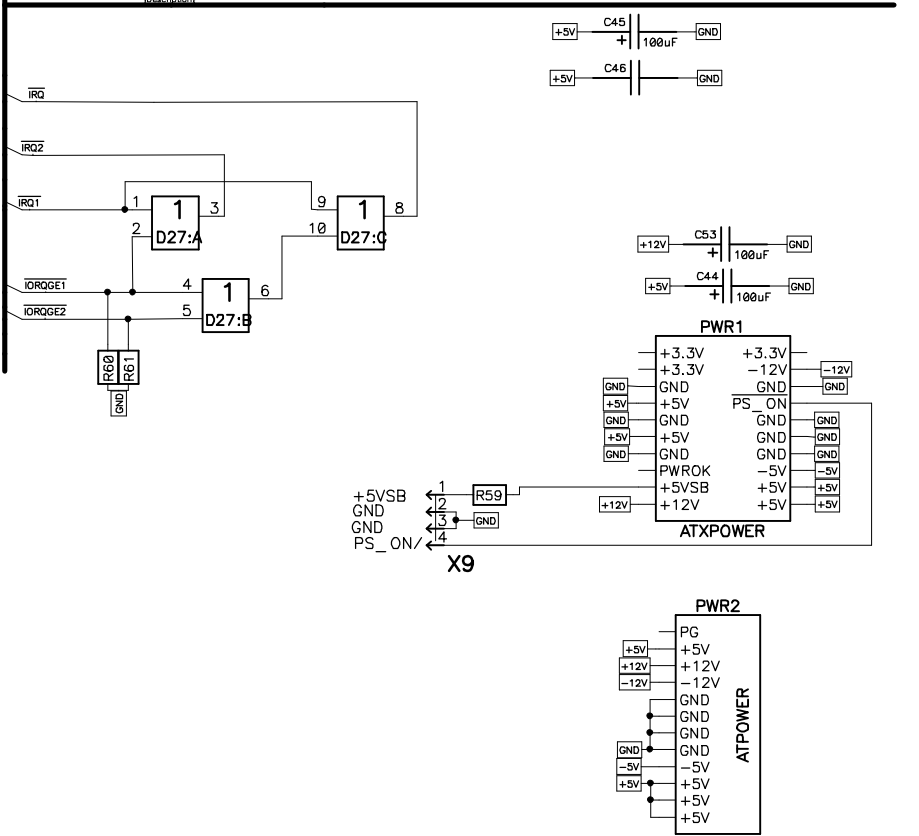 Description
C45
+5V
GND
+
100uF
C46
+5V
GND
IRQ
IRQ2
IRQ1
1
2
1
3
D27:A
9
10
1
8
D27:C
IORQGE1
IORQGE2
4
5
1
6
D27:B
R60
R61
GND
C53
+12V
GND
+
100uF
C44
+5V
GND
+
100uF
PWR1
+3.3V +3.3V
+3.3V -12V -12V
GND GND GND GND
+5V +5V PS_ON
GND GND GND GND
+5V +5V GND GND
GND GND GND GND
PWROK -5V -5V
+5VSB +5V +5V
+12V +12V +5V +5V
ATXPOWER
+5VSB 1 R59
GND 2
GND 3 GND
PS_ON/ 4
X9
PWR2
PG
+5V +5V
+12V +12V
-12V -12V
GND
GND
GND
GND GND
-5V -5V
+5V +5V
+5V
+5V
ATPOWER